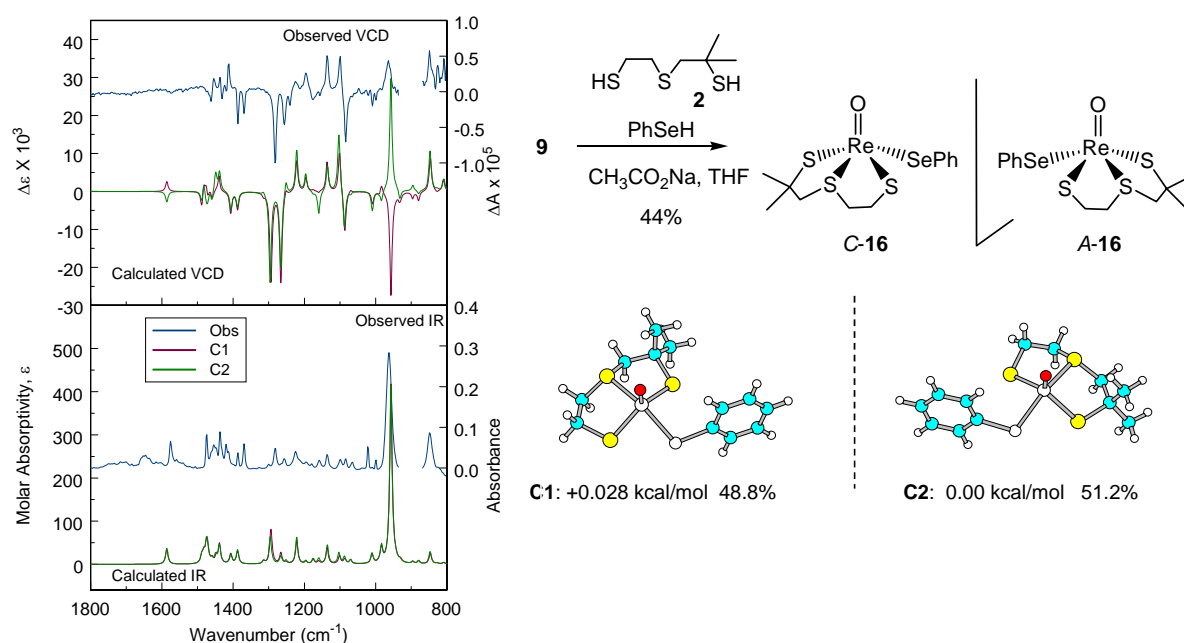 Observed VCD
40
30
20
10
0
-10
-20
-30
1.0
0.5
0.0
-0.5
-1.0
Δε X 10³
ΔA x 10⁵
Calculated VCD
Observed IR
Obs
C1
C2
500
400
300
200
100
0
0.4
0.3
0.2
0.1
0.0
Molar Absorptivity, ε
Absorbance
Calculated IR
1800 1600 1400 1200 1000 800
Wavenumber (cm⁻¹)
HS S SH
2
9
PhSeH
CH₃CO₂Na, THF
44%
O
Re
S
SePh
S
S
C-16
O
Re
PhSe
S
S
S
A-16
C1: +0.028 kcal/mol 48.8%
C2: 0.00 kcal/mol 51.2%